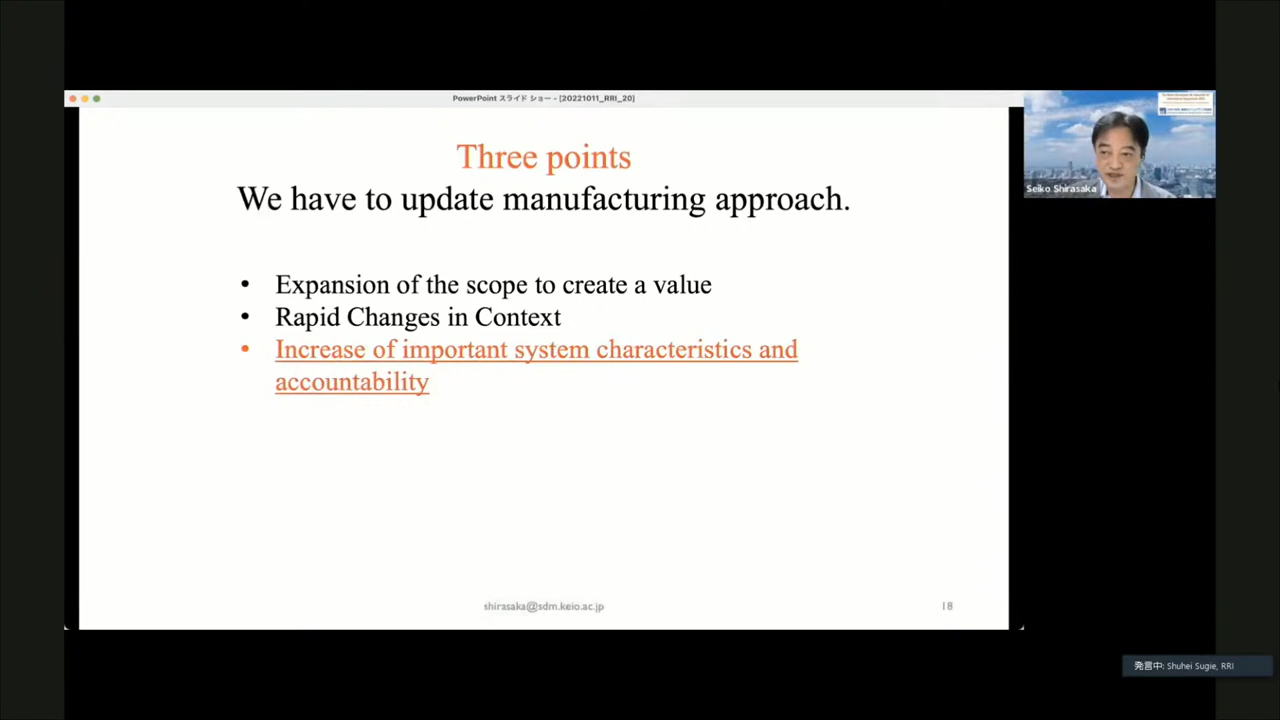 PowerPoint スライド ショー - [20221011_RRI_20]
Three points
We have to update manufacturing approach.
• Expansion of the scope to create a value
• Rapid Changes in Context
• Increase of important system characteristics and
accountability
shirasaka@sdm.keio.ac.jp
18
Seiko Shirasaka
発言中: Shuhei Sugie, RRI